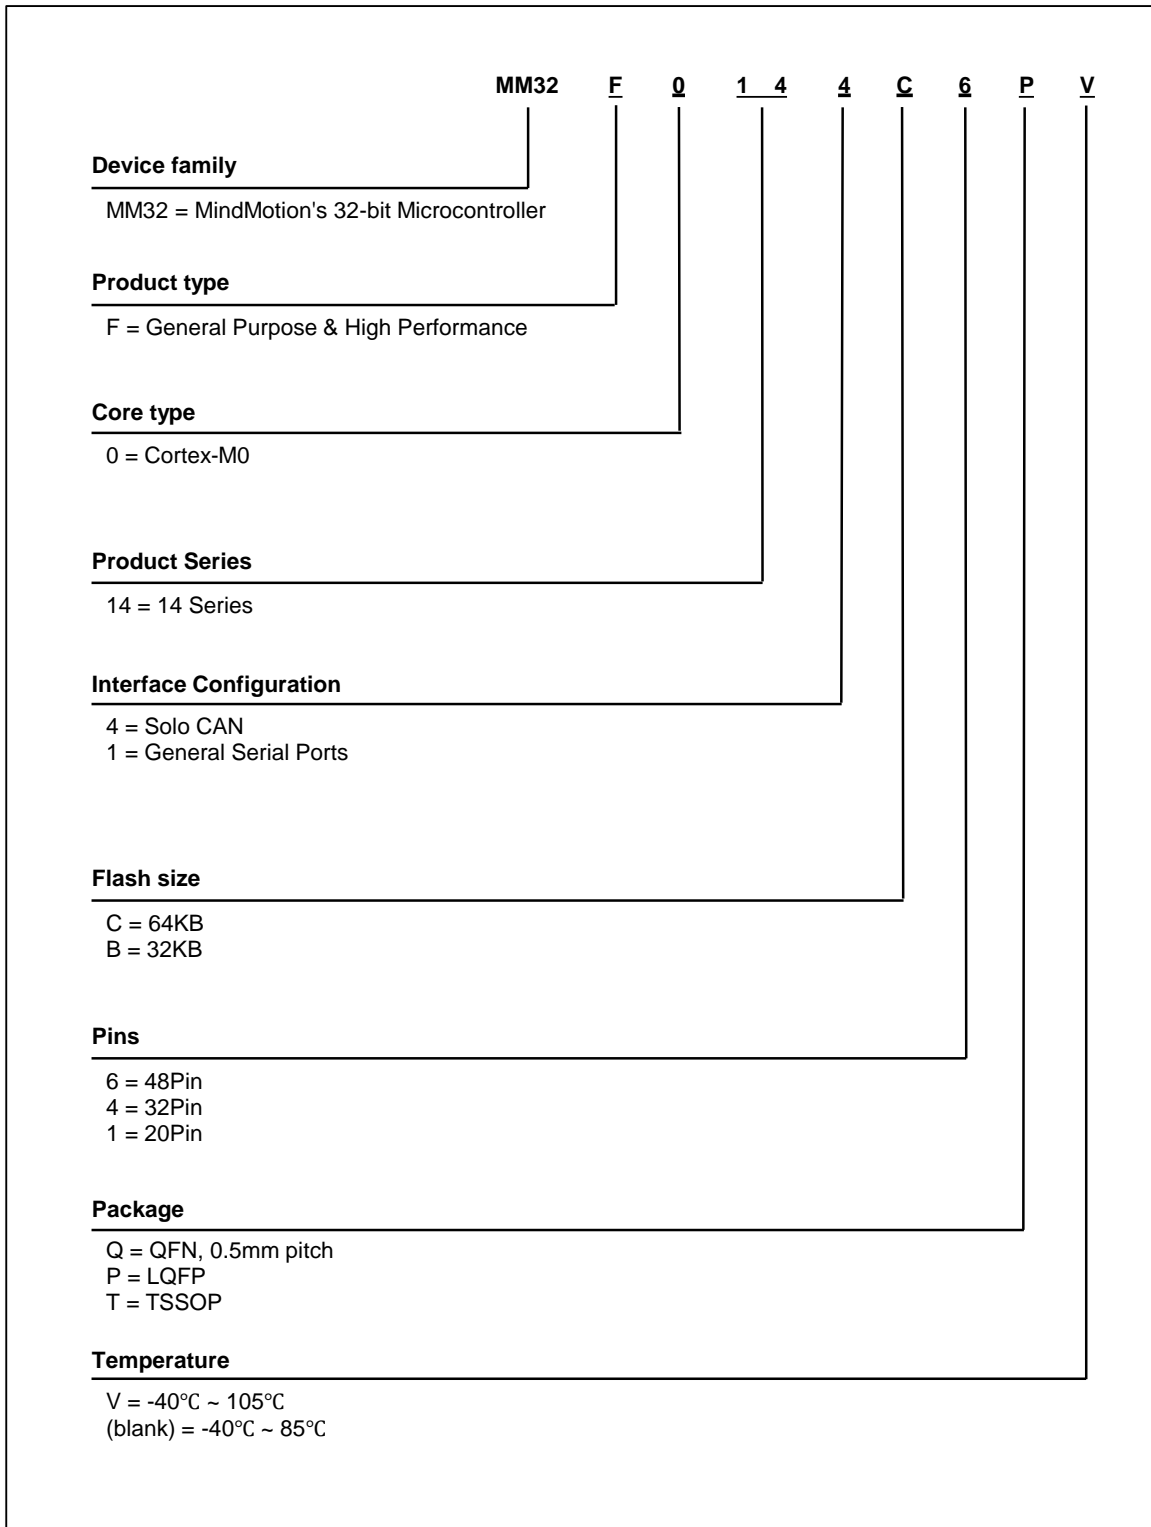 MM32 F 0 1 4 4 C 6 P V
Device family
MM32 = MindMotion's 32-bit Microcontroller
Product type
F = General Purpose & High Performance
Core type
0 = Cortex-M0
Product Series
14 = 14 Series
Interface Configuration
4 = Solo CAN
1 = General Serial Ports
Flash size
C = 64KB
B = 32KB
Pins
6 = 48Pin
4 = 32Pin
1 = 20Pin
Package
Q = QFN, 0.5mm pitch
P = LQFP
T = TSSOP
Temperature
V = -40℃ ~ 105℃
(blank) = -40℃ ~ 85℃